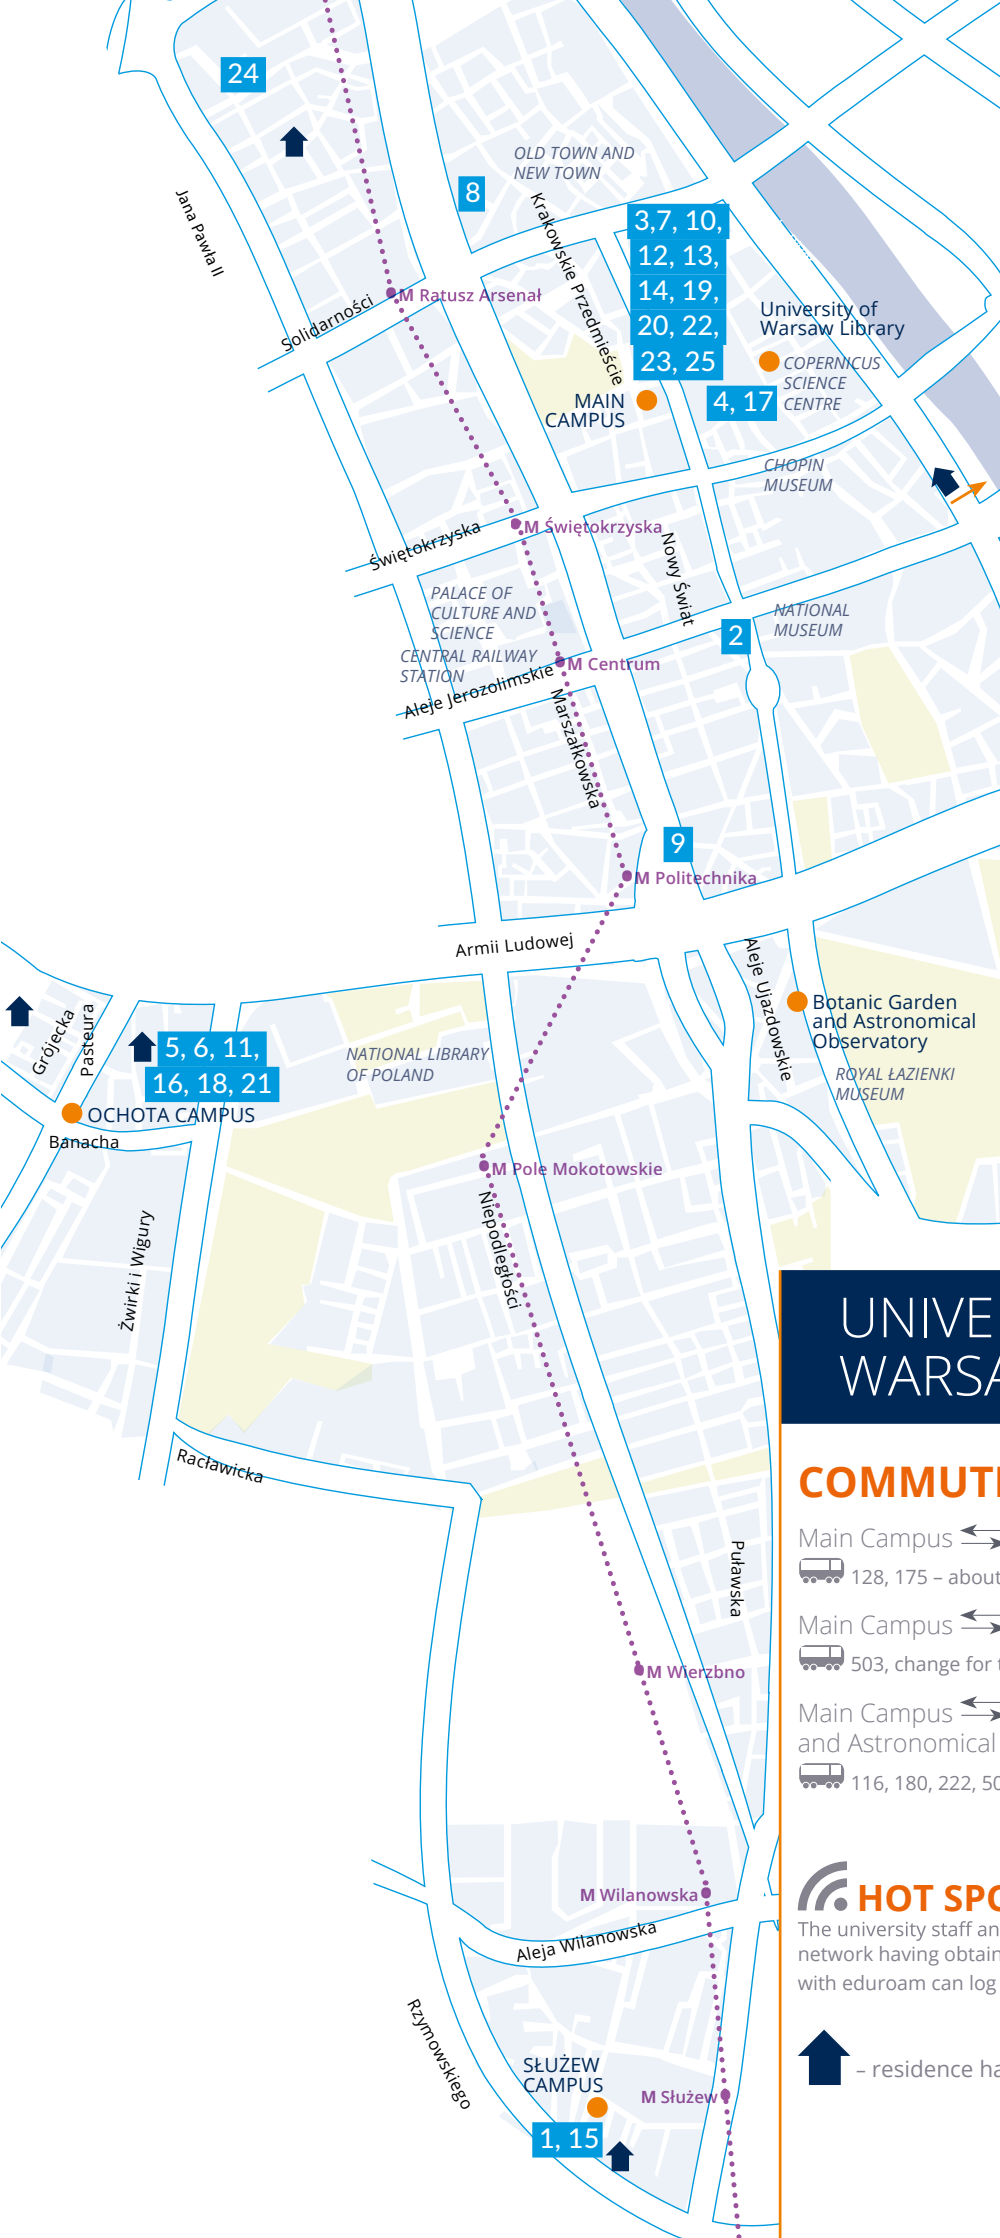 24
OLD TOWN AND
NEW TOWN
8
Jana Pawła II
Krakowskie Przedmieście
3,7, 10,
12, 13,
14, 19,
20, 22,
23, 25
M Ratusz Arsenał
Solidarności
University of
Warsaw Library
COPERNICUS
SCIENCE
CENTRE
MAIN
CAMPUS
4, 17
CHOPIN
MUSEUM
M Świętokrzyska
Świętokrzyska
Nowy Świat
PALACE OF
CULTURE AND
SCIENCE
NATIONAL
MUSEUM
2
CENTRAL RAILWAY
STATION
M Centrum
Aleje Jerozolimskie
Marszałkowska
9
M Politechnika
Armii Ludowej
Aleje Ujazdowskie
Botanic Garden
and Astronomical
Observatory
Grójecka
Pasteura
5, 6, 11,
16, 18, 21
NATIONAL LIBRARY
OF POLAND
ROYAL ŁAZIENKI
MUSEUM
OCHOTA CAMPUS
Banacha
M Pole Mokotowskie
Niepodległości
Żwirki i Wigury
UNIVE
WARSA
Racławicka
COMMUTI
Main Campus
128, 175 – about
Puławska
Main Campus
503, change for t
M Wierzbno
Main Campus
and Astronomical
116, 180, 222, 50
M Wilanowska
HOT SPO
The university staff an
network having obtain
with eduroam can log
Aleja Wilanowska
Rzymowskiego
SŁUŻEW
CAMPUS
– residence ha
M Służew
1, 15